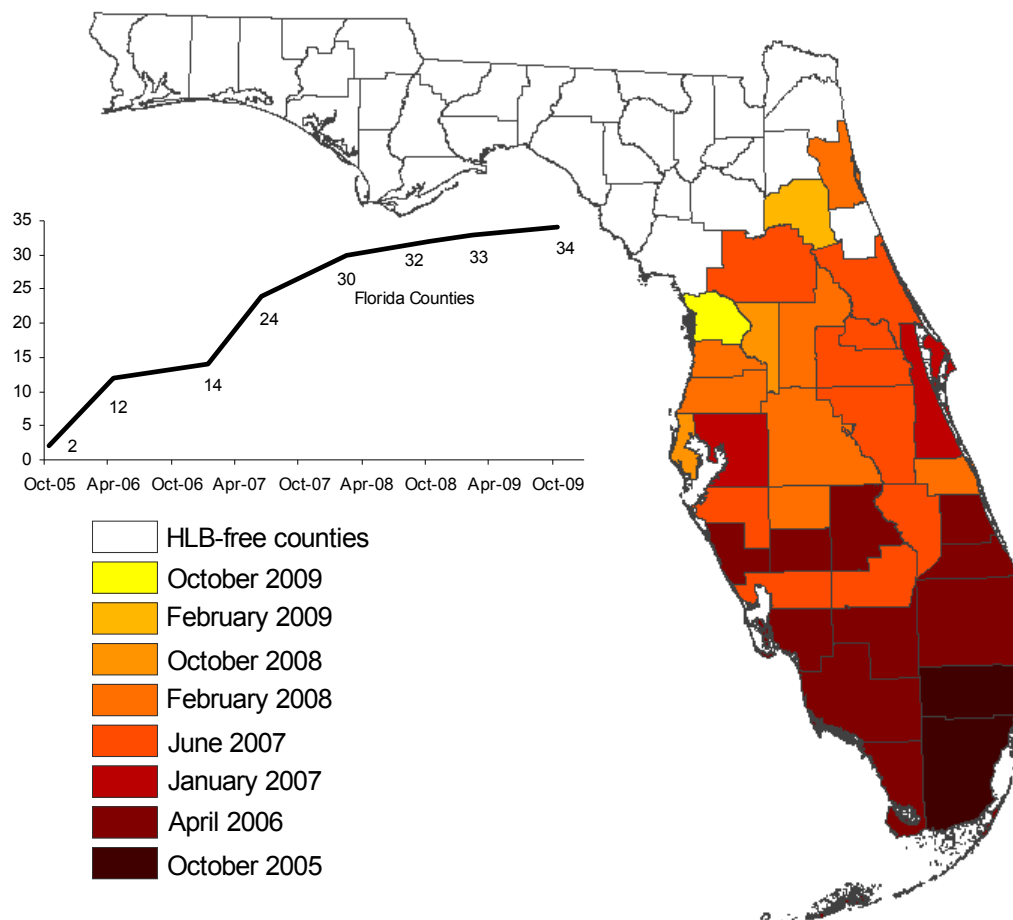 35
30
25
20
15
10
5
0
2
12
14
24
30
32
33
34
Florida Counties
Oct-05 Apr-06 Oct-06 Apr-07 Oct-07 Apr-08 Oct-08 Apr-09 Oct-09
HLB-free counties
October 2009
February 2009
October 2008
February 2008
June 2007
January 2007
April 2006
October 2005